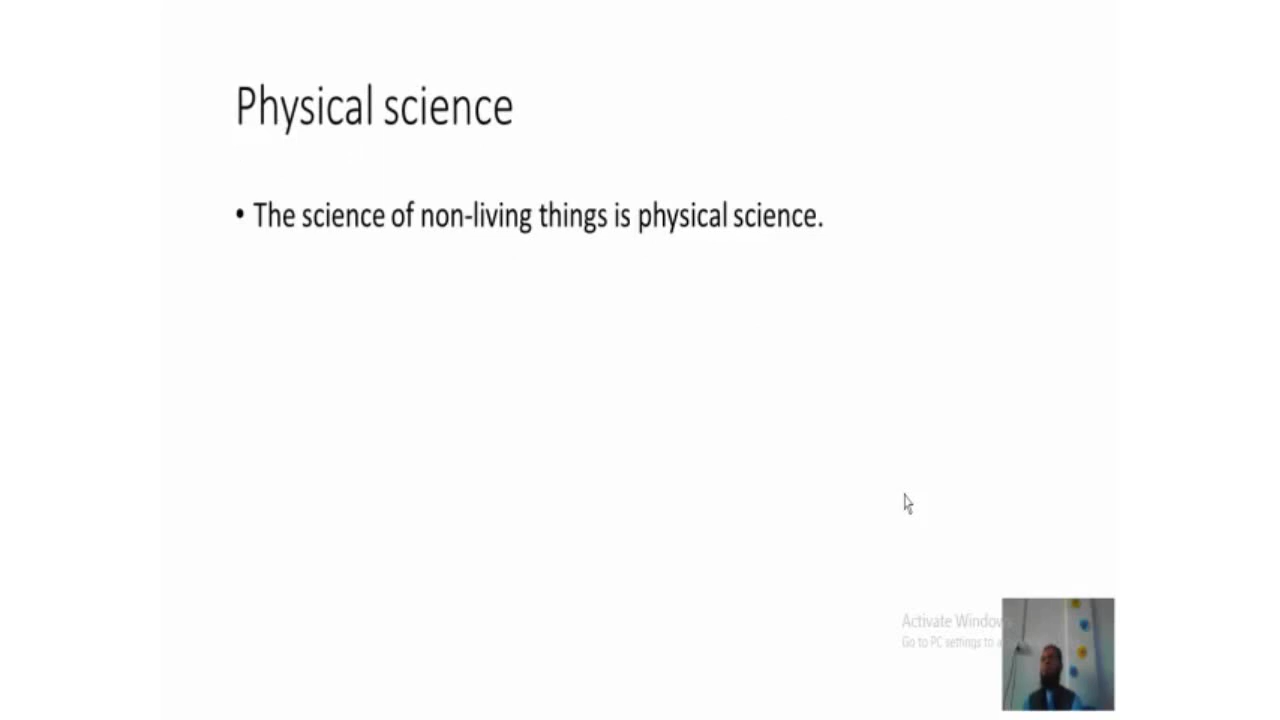 Physical science
• The science of non-living things is physical science.
Activate Windows
Go to PC settings to a